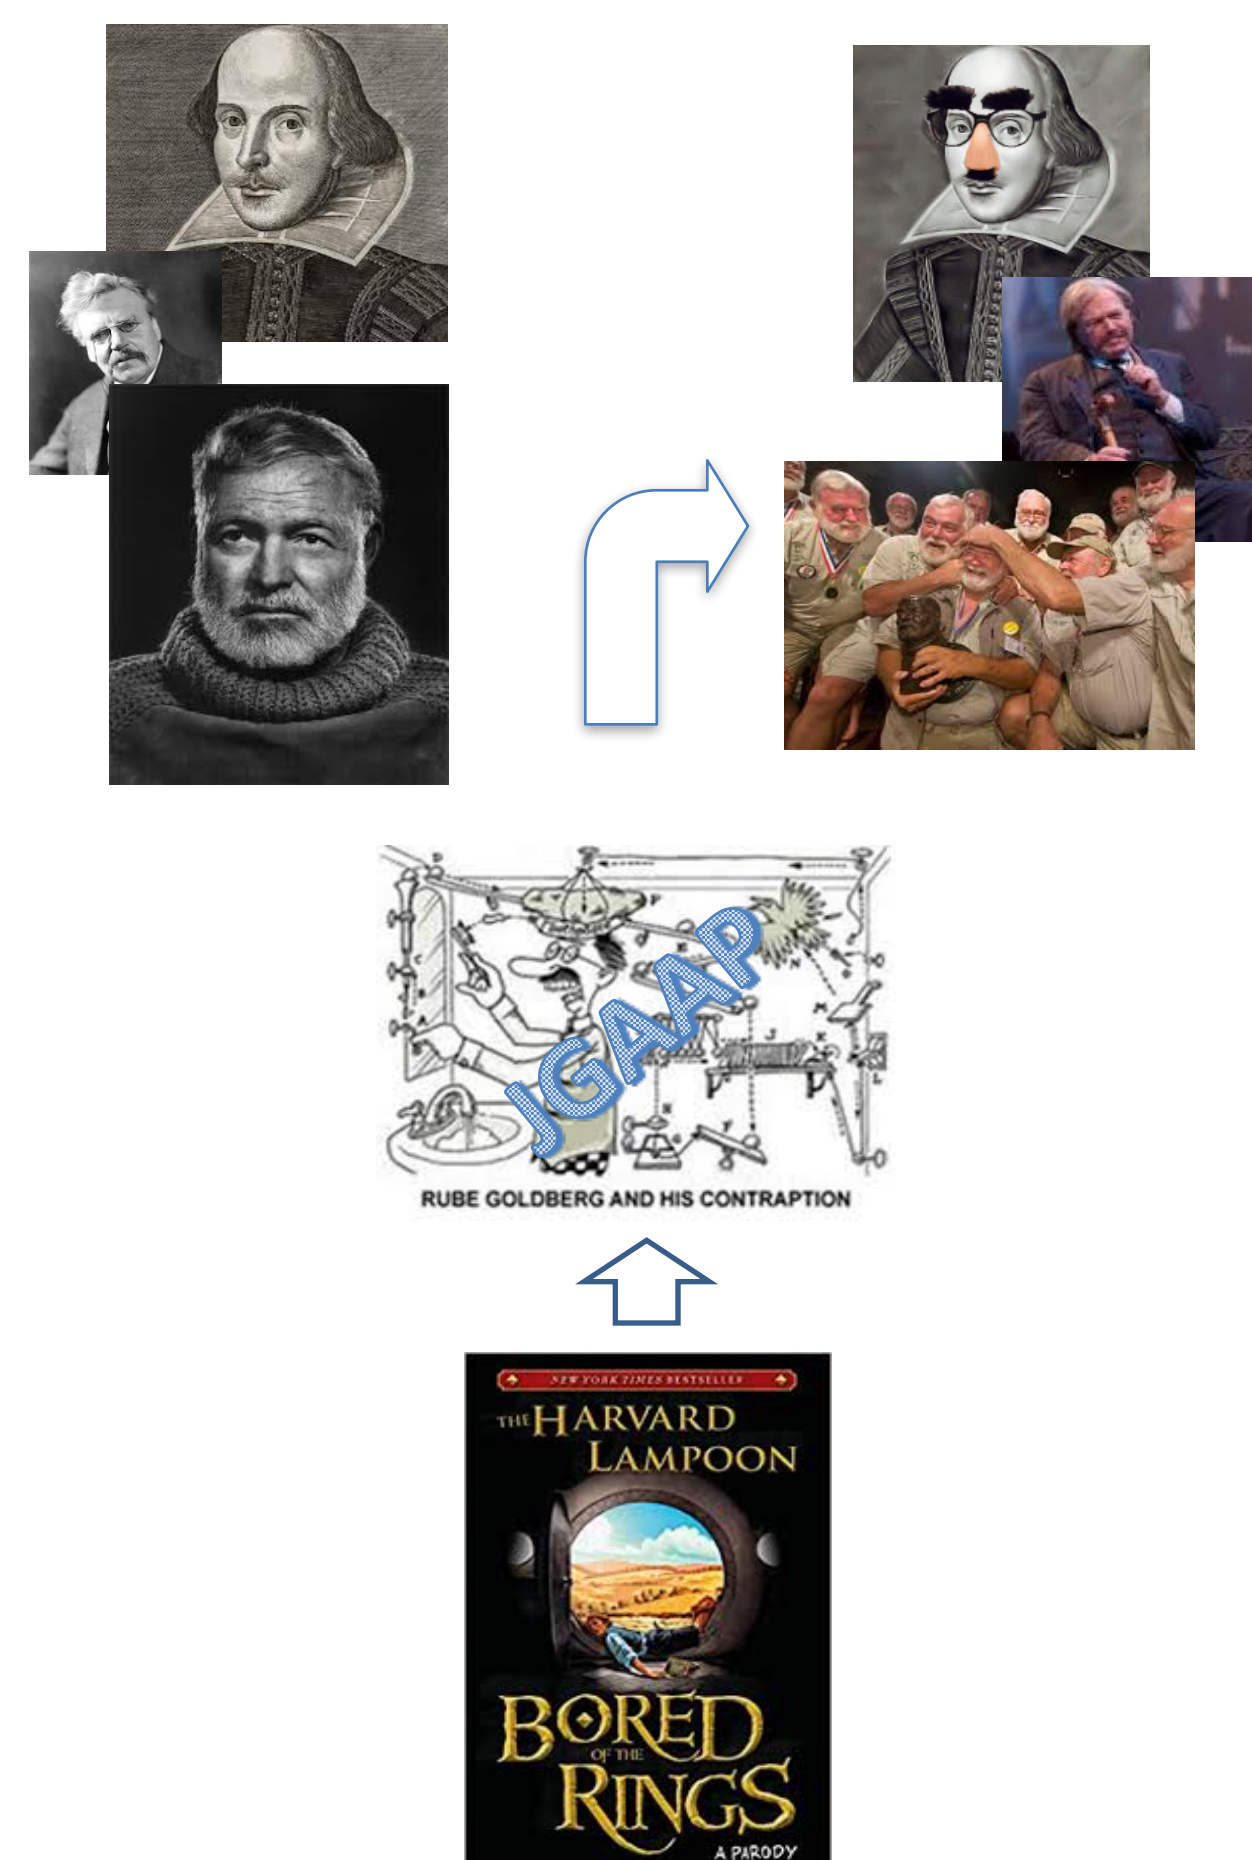 JGAAP
RUBE GOLDBERG AND HIS CONTRAPTION
NEW YORK TIMES BESTSELLER
THE HARVARD
LAMPOON
BORED
OF THE
RINGS
A PARODY